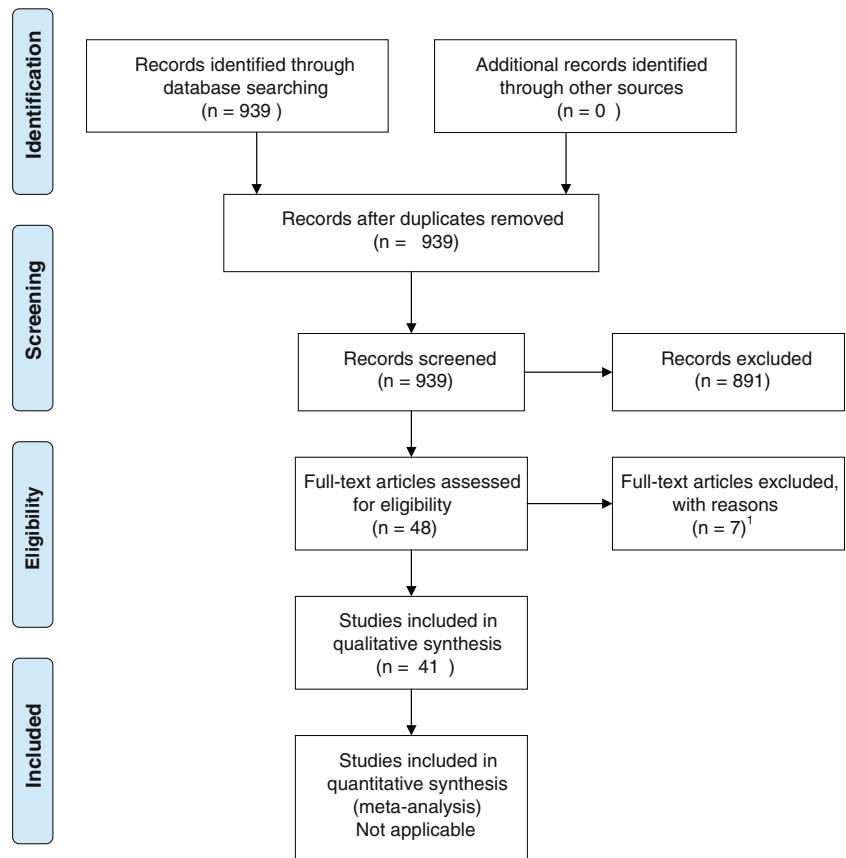 Identification
Records identified through
database searching
(n = 939 )
Additional records identified
through other sources
(n = 0 )
Records after duplicates removed
(n = 939)
Screening
Records screened
(n = 939)
Records excluded
(n = 891)
Eligibility
Full-text articles assessed
for eligibility
(n = 48)
Full-text articles excluded,
with reasons
(n = 7)¹
Studies included in
qualitative synthesis
(n = 41 )
Included
Studies included in
quantitative synthesis
(meta-analysis)
Not applicable